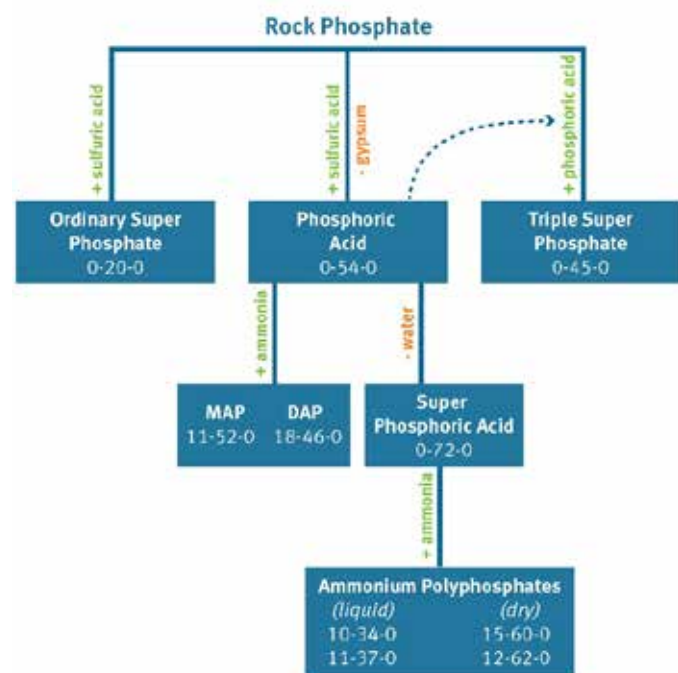 Rock Phosphate
+ sulfuric acid
+ sulfuric acid
- gypsum
+ phosphoric acid
Ordinary Super
Phosphate
0-20-0
Phosphoric
Acid
0-54-0
Triple Super
Phosphate
0-45-0
+ ammonia
- water
MAP DAP
11-52-0 18-46-0
Super
Phosphoric Acid
0-72-0
+ ammonia
Ammonium Polyphosphates
(liquid) (dry)
10-34-0 15-60-0
11-37-0 12-62-0